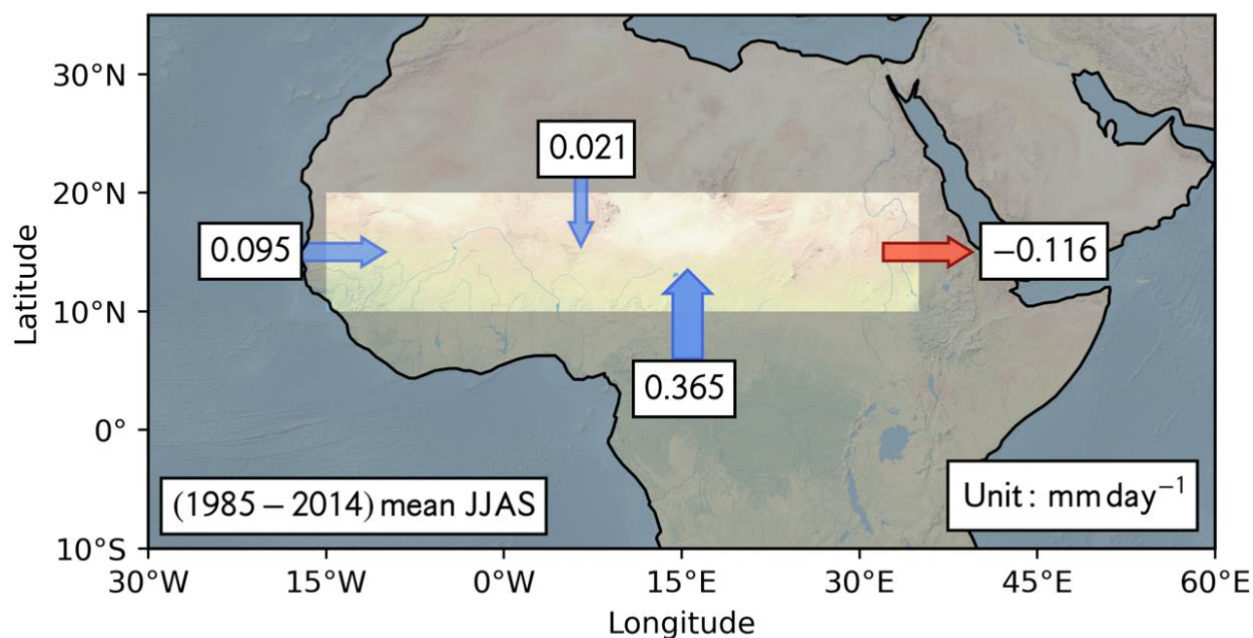 30°N
0.021
20°N
0.095
−0.116
10°N
0.365
0°
(1985 − 2014) mean JJAS
Unit : mm day⁻¹
10°S
30°W 15°W 0°W 15°E 30°E 45°E 60°E
Longitude
Latitude